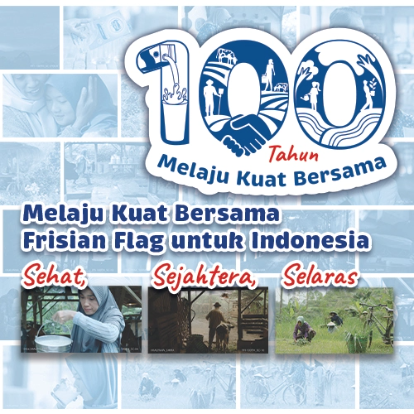 100
Tahun
Melaju Kuat Bersama
Melaju Kuat Bersama
Frisian Flag untuk Indonesia
Sehat, Sejahtera, Selaras